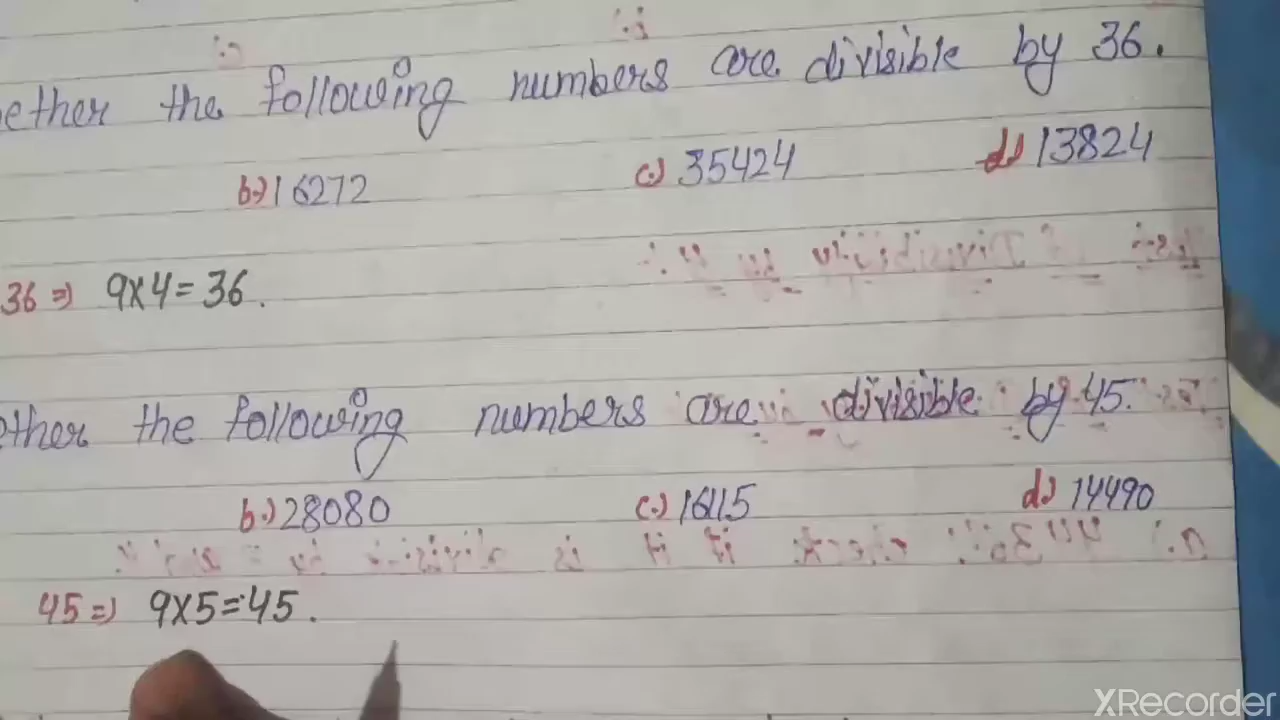 ether the following numbers are divisible by 36.
b.) 16272 c.) 35424 d.) 13824
36 => 9x4=36.
ether the following numbers are divisible by 45.
b.) 28080 c.) 16115 d.) 14490
45 => 9x5=45.
XRecorder